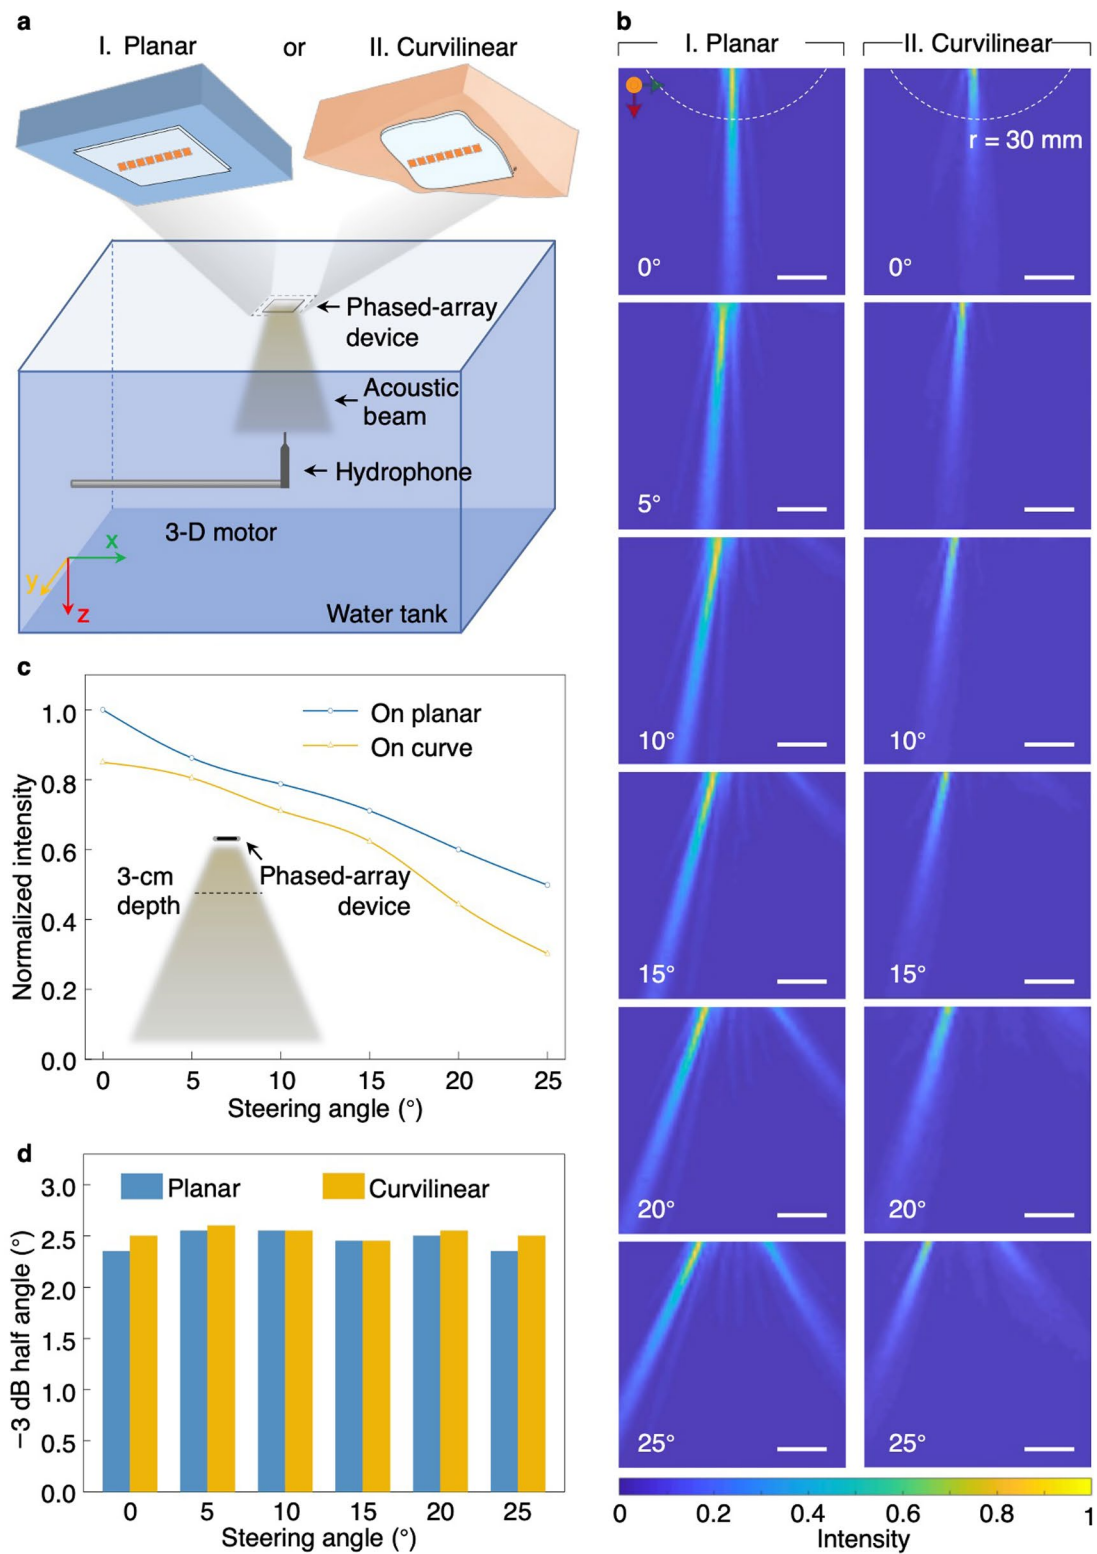 a
I. Planar or II. Curvilinear
Phased-array
device
Acoustic
beam
Hydrophone
3-D motor
x
y
z
Water tank
b
I. Planar II. Curvilinear
r = 30 mm
0° 0°
5°
10° 10°
15° 15°
20° 20°
25° 25°
0 0.2 0.4 0.6 0.8 1
Intensity
c
On planar
On curve
1.0
0.8
0.6
0.4
0.2
0.0
Normalized intensity
3-cm
depth
Phased-array
device
0 5 10 15 20 25
Steering angle (°)
d
Planar Curvilinear
3.0
2.5
2.0
1.5
1.0
0.5
0.0
−3 dB half angle (°)
0 5 10 15 20 25
Steering angle (°)